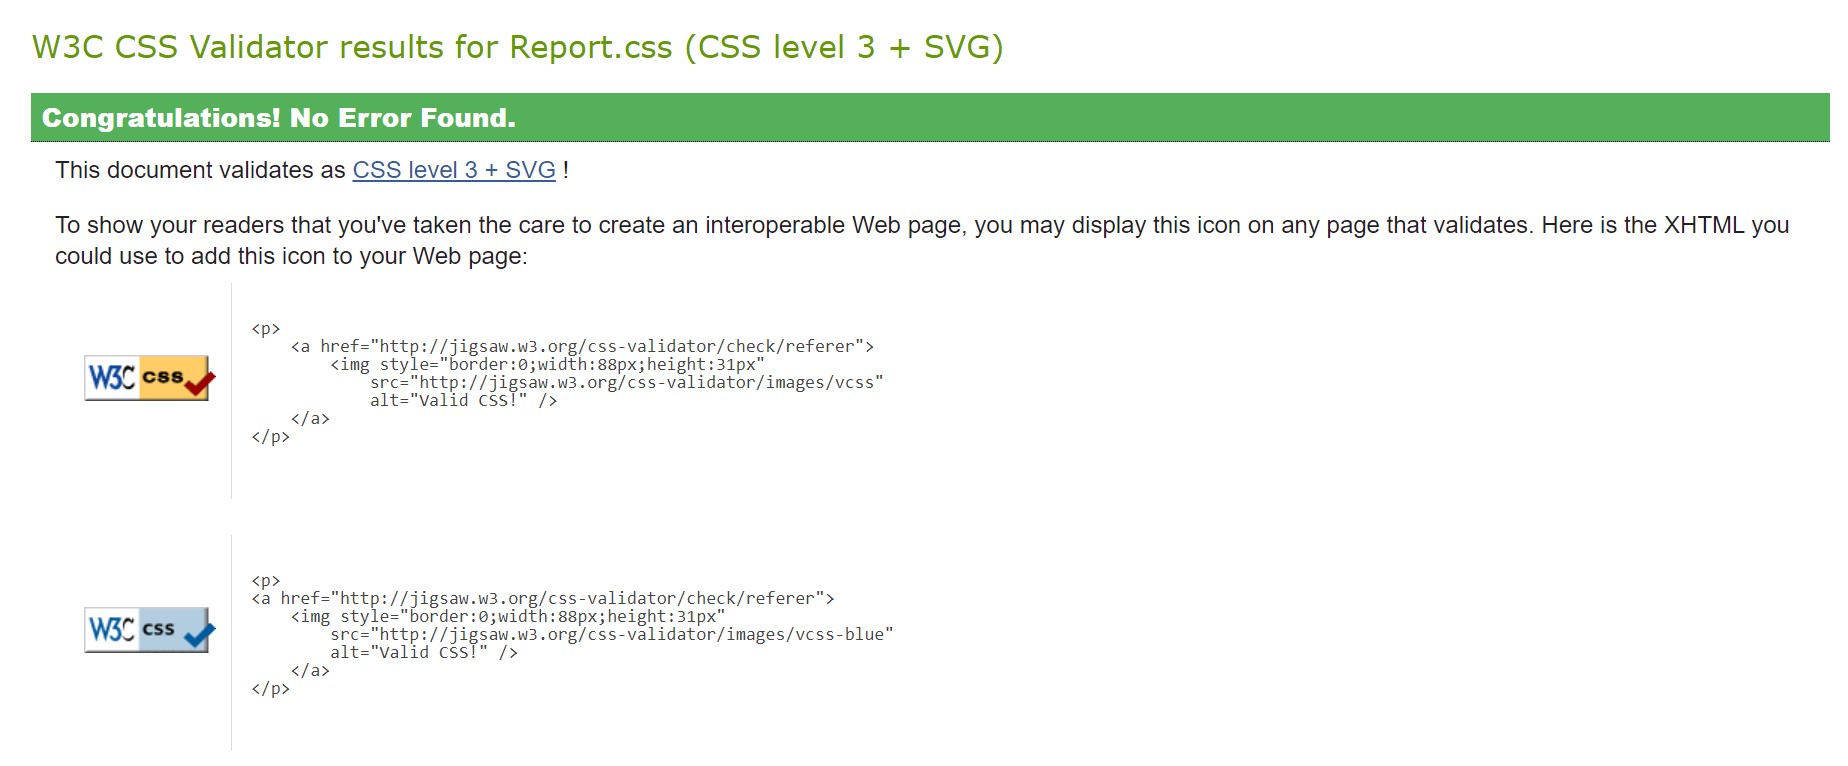 W3C CSS Validator results for Report.css (CSS level 3 + SVG)
Congratulations! No Error Found.
This document validates as CSS level 3 + SVG !
To show your readers that you've taken the care to create an interoperable Web page, you may display this icon on any page that validates. Here is the XHTML you
could use to add this icon to your Web page:
W3C css
<p>
    <a href="http://jigsaw.w3.org/css-validator/check/referer">
        <img style="border:0;width:88px;height:31px"
            src="http://jigsaw.w3.org/css-validator/images/vcss"
            alt="Valid CSS!" />
    </a>
</p>
W3C css
<p>
<a href="http://jigsaw.w3.org/css-validator/check/referer">
    <img style="border:0;width:88px;height:31px"
        src="http://jigsaw.w3.org/css-validator/images/vcss-blue"
        alt="Valid CSS!" />
    </a>
</p>